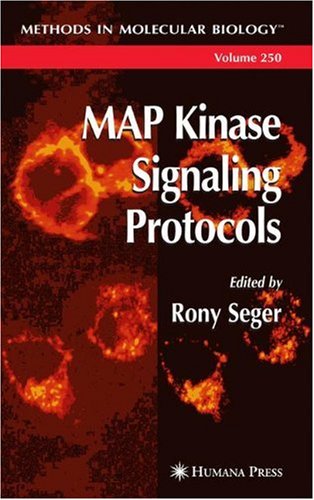 METHODS IN MOLECULAR BIOLOGY™
Volume 250
MAP Kinase
Signaling
Protocols
Edited by
Rony Seger
HUMANA PRESS